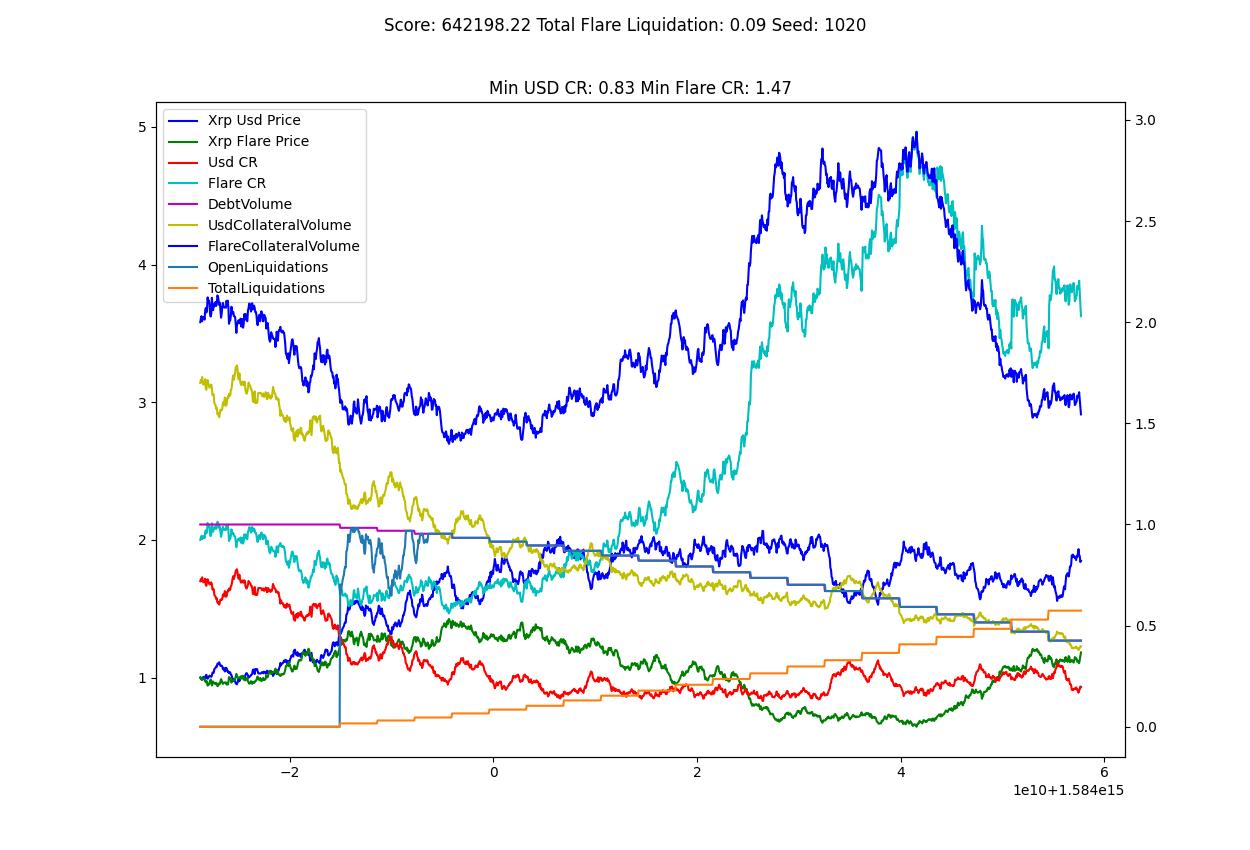 Score: 642198.22 Total Flare Liquidation: 0.09 Seed: 1020
Min USD CR: 0.83 Min Flare CR: 1.47
Xrp Usd Price
Xrp Flare Price
Usd CR
Flare CR
DebtVolume
UsdCollateralVolume
FlareCollateralVolume
OpenLiquidations
TotalLiquidations
5
4
3
2
1
3.0
2.5
2.0
1.5
1.0
0.5
0.0
−2
0
2
4
6
1e10+1.584e15